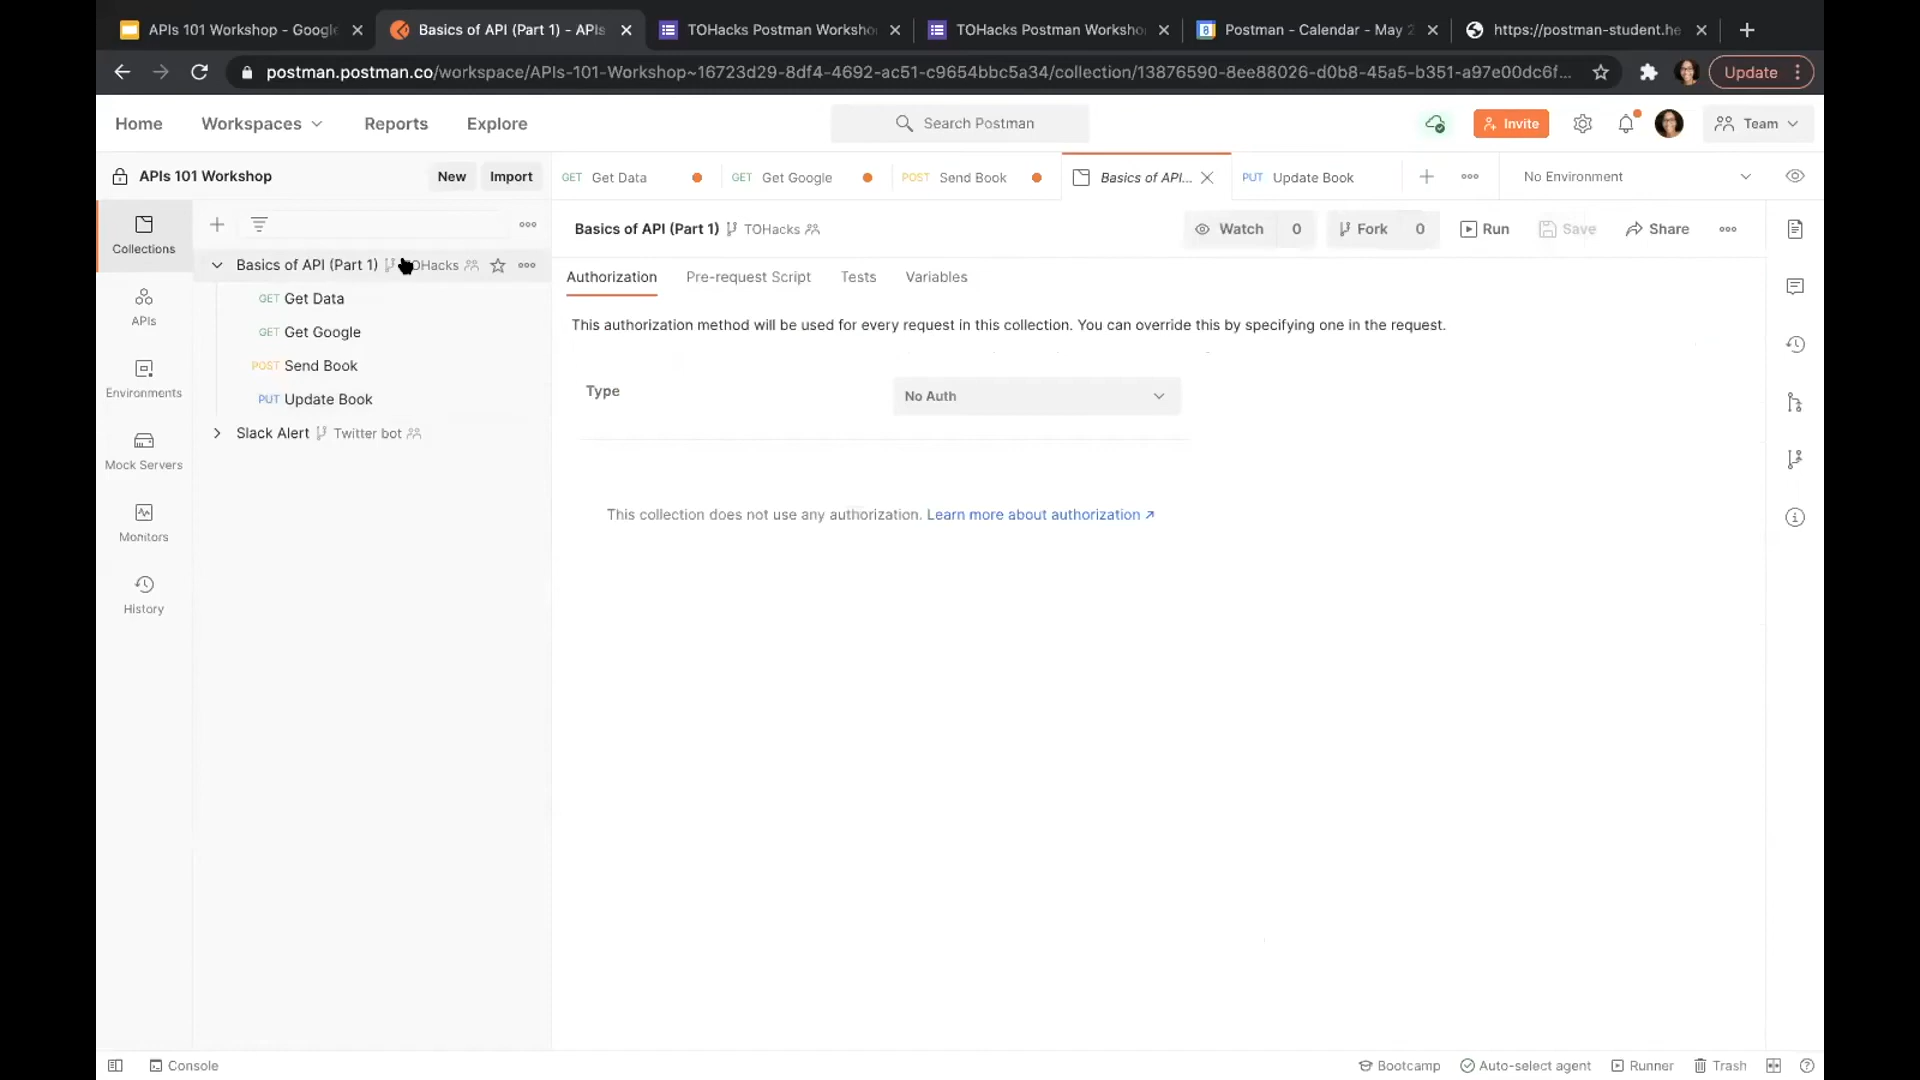 APIs 101 Workshop - Google
Basics of API (Part 1) - APIs
TOHacks Postman Workshop
TOHacks Postman Workshop
Postman - Calendar - May 2
https://postman-student.he
postman.postman.co/workspace/APIs-101-Workshop~16723d29-8df4-4692-ac51-c9654bbc5a34/collection/13876590-8ee88026-d0b8-45a5-b351-a97e00dc6f...
Update
Home
Workspaces
Reports
Explore
Search Postman
Invite
Team
APIs 101 Workshop
New
Import
GET Get Data
GET Get Google
POST Send Book
Basics of API...
PUT Update Book
No Environment
Collections
APIs
Environments
Mock Servers
Monitors
History
Basics of API (Part 1)
GET Get Data
GET Get Google
POST Send Book
PUT Update Book
Slack Alert Twitter bot
Basics of API (Part 1) TOHacks
Watch 0
Fork 0
Run
Save
Share
Authorization
Pre-request Script
Tests
Variables
This authorization method will be used for every request in this collection. You can override this by specifying one in the request.
Type
No Auth
This collection does not use any authorization. Learn more about authorization ↗
Console
Bootcamp
Auto-select agent
Runner
Trash